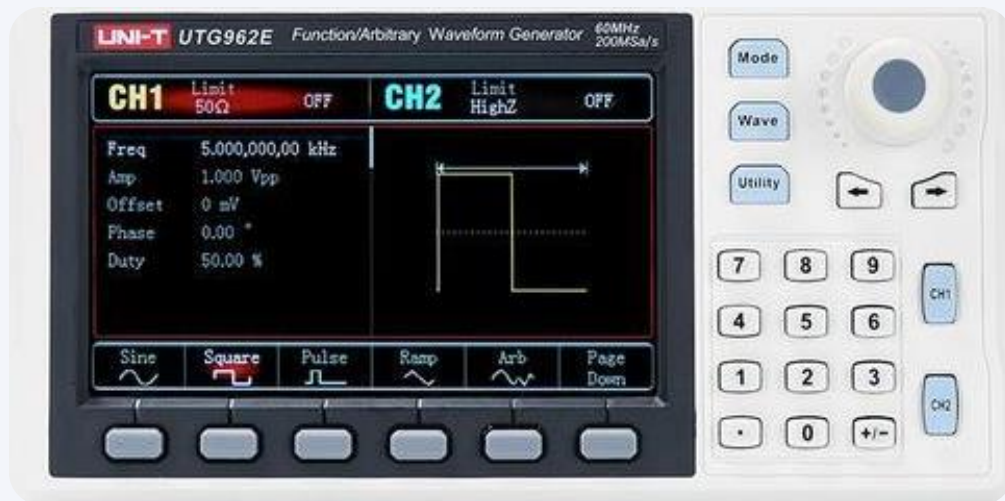 UNI-T UTG962E Function/Arbitrary Waveform Generator 60MHz 200MSa/s
CH1 Limit 50Ω OFF CH2 Limit HighZ OFF
Freq 5.000,000,00 kHz
Amp 1.000 Vpp
Offset 0 mV
Phase 0.00 °
Duty 50.00 %
Sine Square Pulse Ramp Arb Page Down
Mode
Wave
Utility
7 8 9
4 5 6
1 2 3
. 0 +/-
CH1
CH2